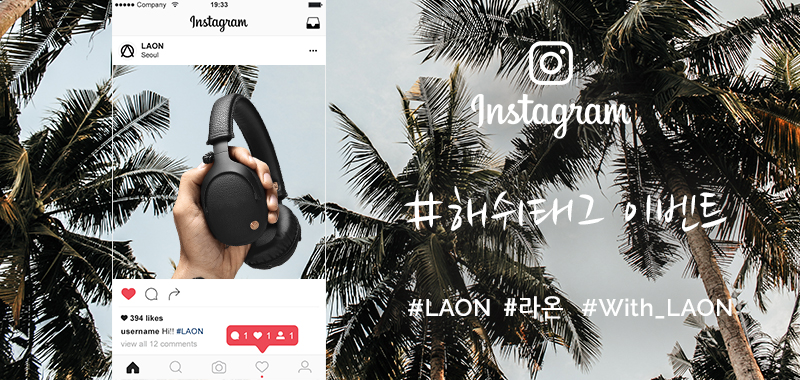 Company 19:33
Instagram
LAON
Seoul
394 likes
username Hi!! #LAON
view all 12 comments
1 1 1
Instagram
#해쉬태그 이벤트
#LAON #라온 #With_LAON